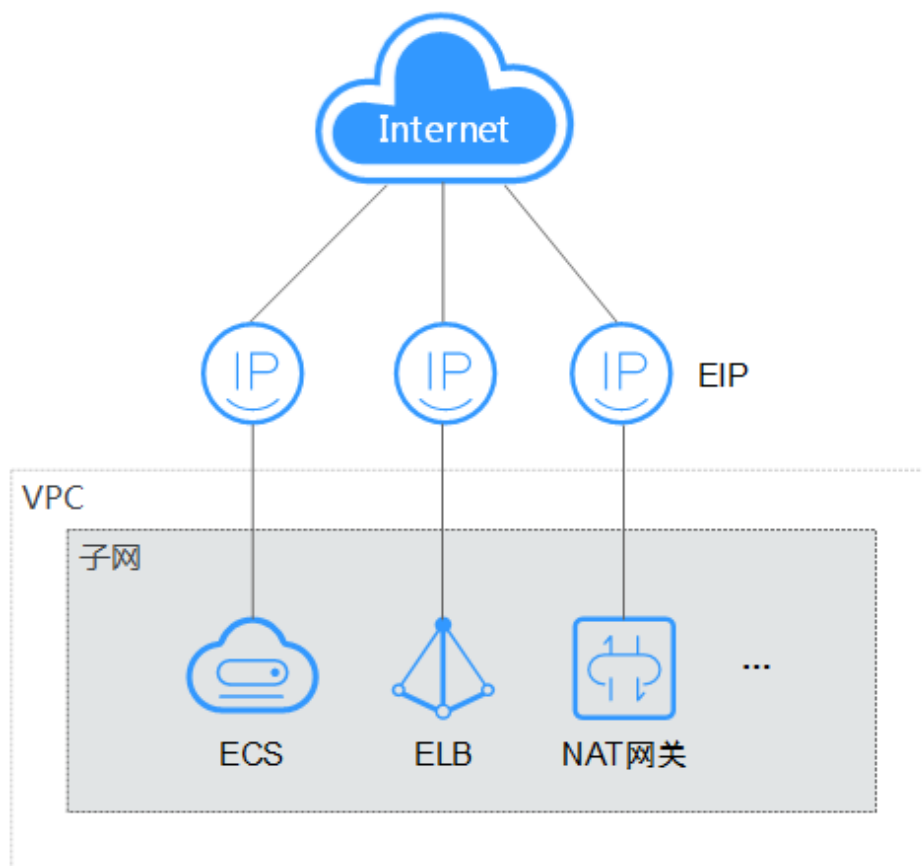 Internet
IP
IP
IP
EIP
VPC
子网
...
ECS
ELB
NAT网关